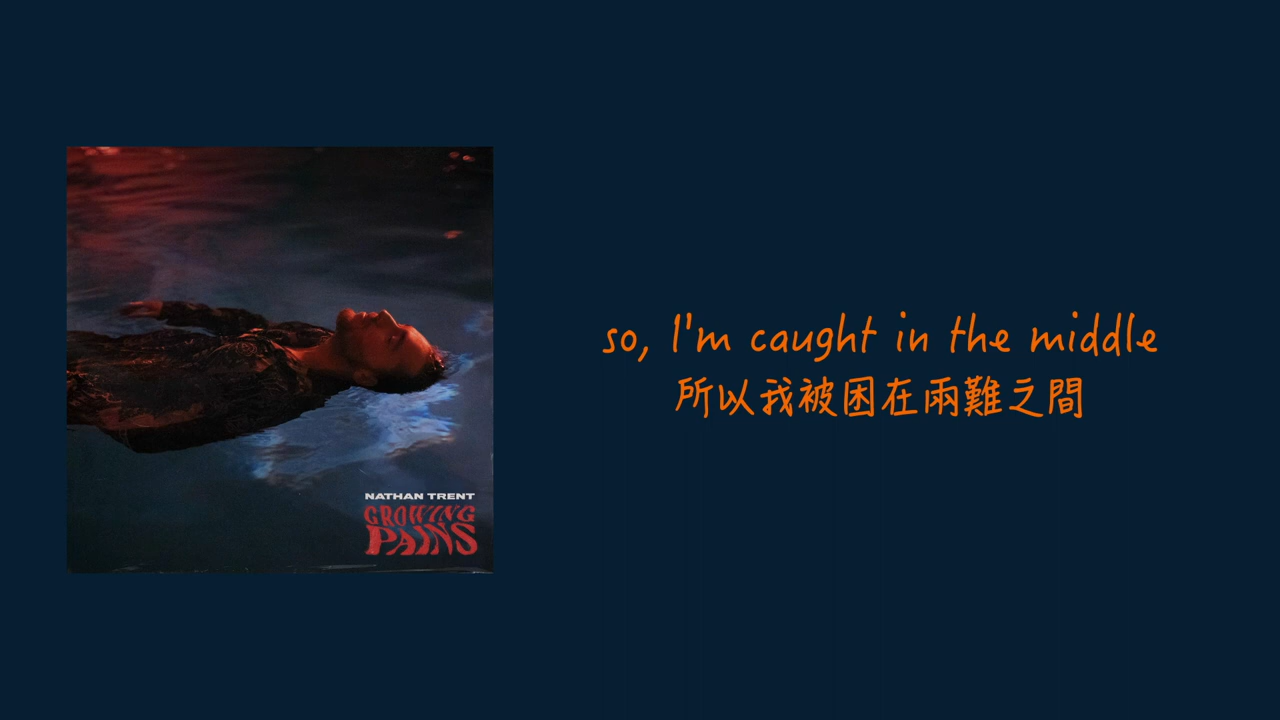 NATHAN TRENT
GROWING
PAINS
so, I'm caught in the middle
所以我被困在兩難之間